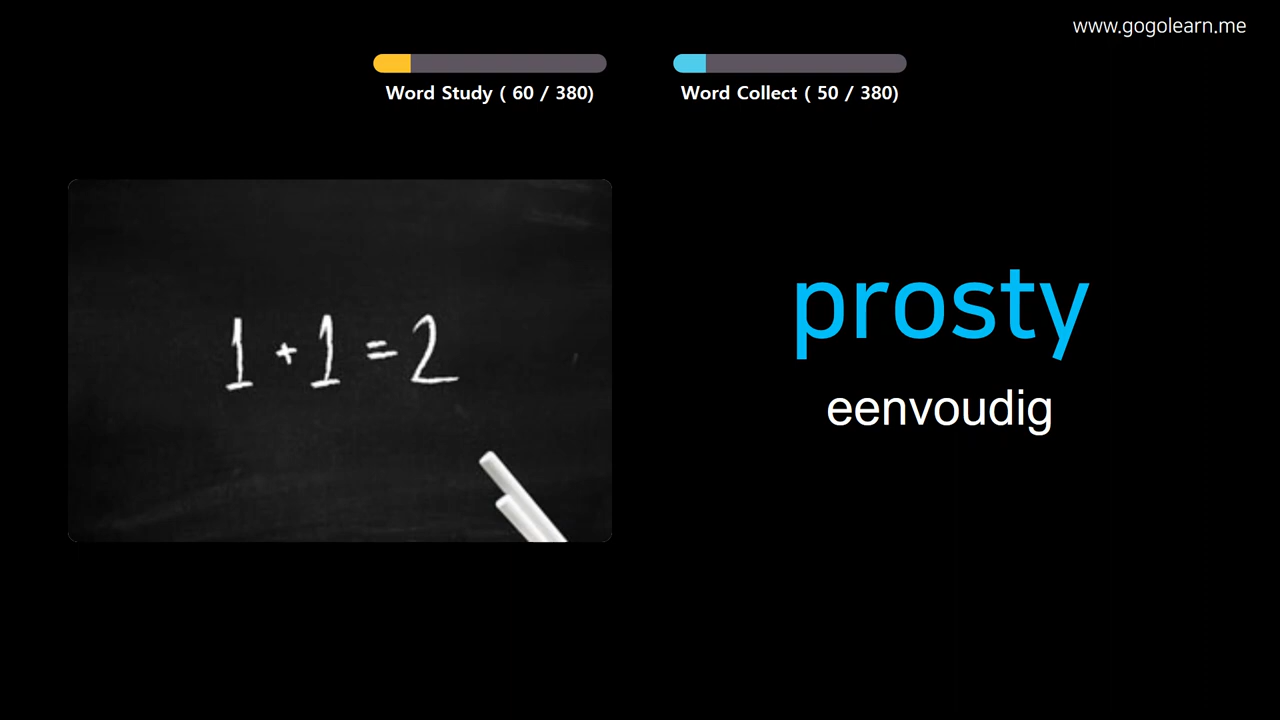 www.gogolearn.me
Word Study ( 60 / 380)
Word Collect ( 50 / 380)
1 + 1 = 2
prosty
eenvoudig